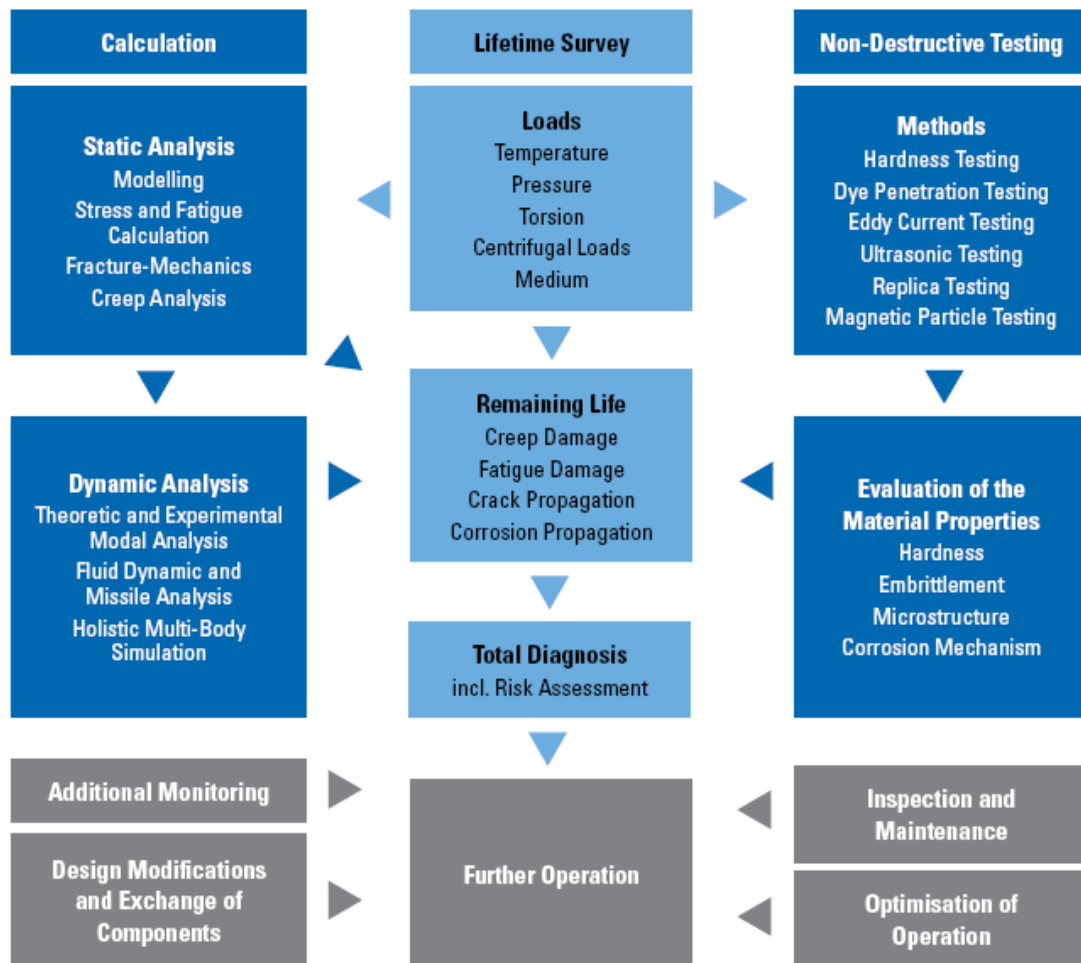 Calculation
Static Analysis
Modelling
Stress and Fatigue
Calculation
Fracture-Mechanics
Creep Analysis
Dynamic Analysis
Theoretic and Experimental
Modal Analysis
Fluid Dynamic and
Missile Analysis
Holistic Multi-Body
Simulation
Lifetime Survey
Loads
Temperature
Pressure
Torsion
Centrifugal Loads
Medium
Remaining Life
Creep Damage
Fatigue Damage
Crack Propagation
Corrosion Propagation
Total Diagnosis
incl. Risk Assessment
Non-Destructive Testing
Methods
Hardness Testing
Dye Penetration Testing
Eddy Current Testing
Ultrasonic Testing
Replica Testing
Magnetic Particle Testing
Evaluation of the
Material Properties
Hardness
Embrittlement
Microstructure
Corrosion Mechanism
Additional Monitoring
Design Modifications
and Exchange of
Components
Further Operation
Inspection and
Maintenance
Optimisation of
Operation